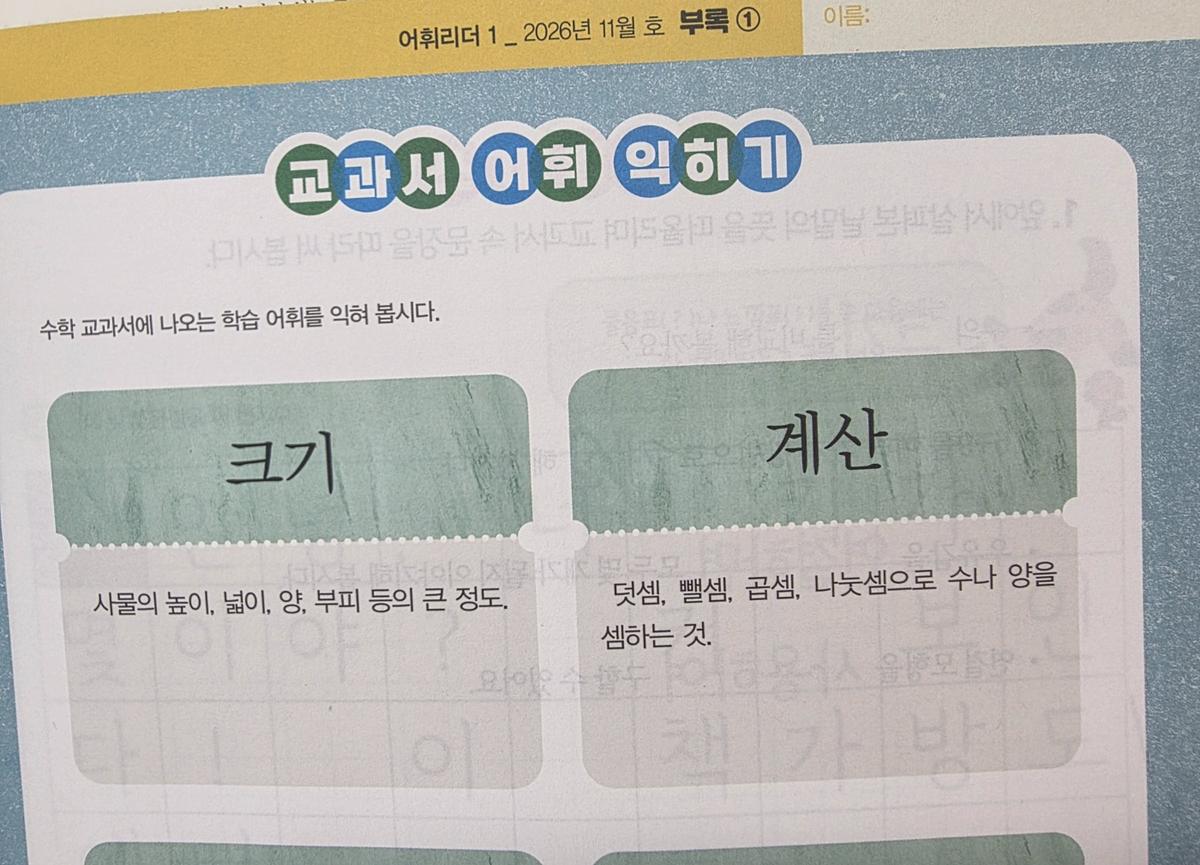 어휘리더 1 _ 2026년 11월 호 부록 ①
이름:
교과서 어휘 익히기
수학 교과서에 나오는 학습 어휘를 익혀 봅시다.
크기
사물의 높이, 넓이, 양, 부피 등의 큰 정도.
계산
덧셈, 뺄셈, 곱셈, 나눗셈으로 수나 양을
셈하는 것.